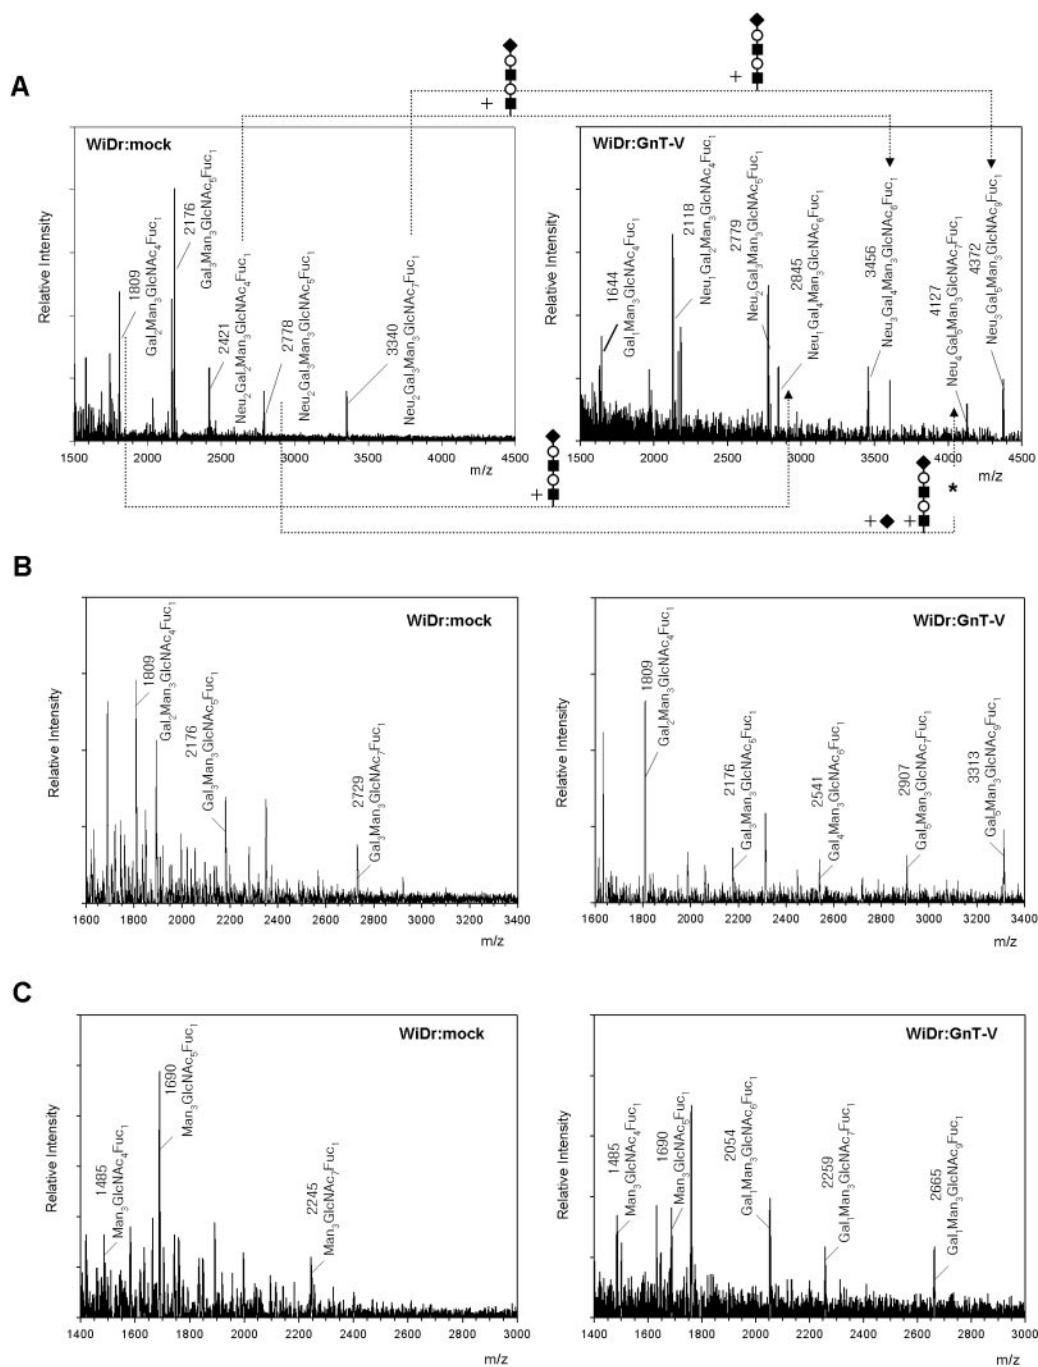 A
WiDr:mock
Relative Intensity
1809
Gal₂Man₃GlcNAc₄Fuc₁
2176
Gal₃Man₃GlcNAc₅Fuc₁
2421
Neu₂Gal₂Man₃GlcNAc₄Fuc₁
2778
Neu₂Gal₃Man₃GlcNAc₅Fuc₁
3340
Neu₂Gal₃Man₃GlcNAc₇Fuc₁
1500 2000 2500 3000 3500 4000 4500
m/z
+
+
WiDr:GnT-V
Relative Intensity
1644
Gal₁Man₃GlcNAc₄Fuc₁
2118
Neu₁Gal₂Man₃GlcNAc₄Fuc₁
2779
Neu₂Gal₃Man₃GlcNAc₅Fuc₁
2845
Neu₁Gal₄Man₃GlcNAc₆Fuc₁
3456
Neu₃Gal₄Man₃GlcNAc₆Fuc₁
4127
Neu₄Gal₅Man₃GlcNAc₇Fuc₁
4372
Neu₃Gal₅Man₃GlcNAc₉Fuc₁
1500 2000 2500 3000 3500 4000 4500
m/z
+
+ +
*
B
WiDr:mock
Relative Intensity
1809
Gal₂Man₃GlcNAc₄Fuc₁
2176
Gal₃Man₃GlcNAc₅Fuc₁
2729
Gal₃Man₃GlcNAc₇Fuc₁
1600 1800 2000 2200 2400 2600 2800 3000 3200 3400
m/z
WiDr:GnT-V
Relative Intensity
1809
Gal₂Man₃GlcNAc₄Fuc₁
2176
Gal₃Man₃GlcNAc₅Fuc₁
2541
Gal₄Man₃GlcNAc₆Fuc₁
2907
Gal₅Man₃GlcNAc₇Fuc₁
3313
Gal₅Man₃GlcNAc₉Fuc₁
1600 1800 2000 2200 2400 2600 2800 3000 3200 3400
m/z
C
WiDr:mock
Relative Intensity
1485
Man₃GlcNAc₄Fuc₁
1690
Man₃GlcNAc₅Fuc₁
2245
Man₃GlcNAc₇Fuc₁
1400 1600 1800 2000 2200 2400 2600 2800 3000
m/z
WiDr:GnT-V
Relative Intensity
1485
Man₃GlcNAc₄Fuc₁
1690
Man₃GlcNAc₅Fuc₁
2054
Gal₁Man₃GlcNAc₆Fuc₁
2259
Gal₁Man₃GlcNAc₇Fuc₁
2665
Gal₁Man₃GlcNAc₉Fuc₁
1400 1600 1800 2000 2200 2400 2600 2800 3000
m/z